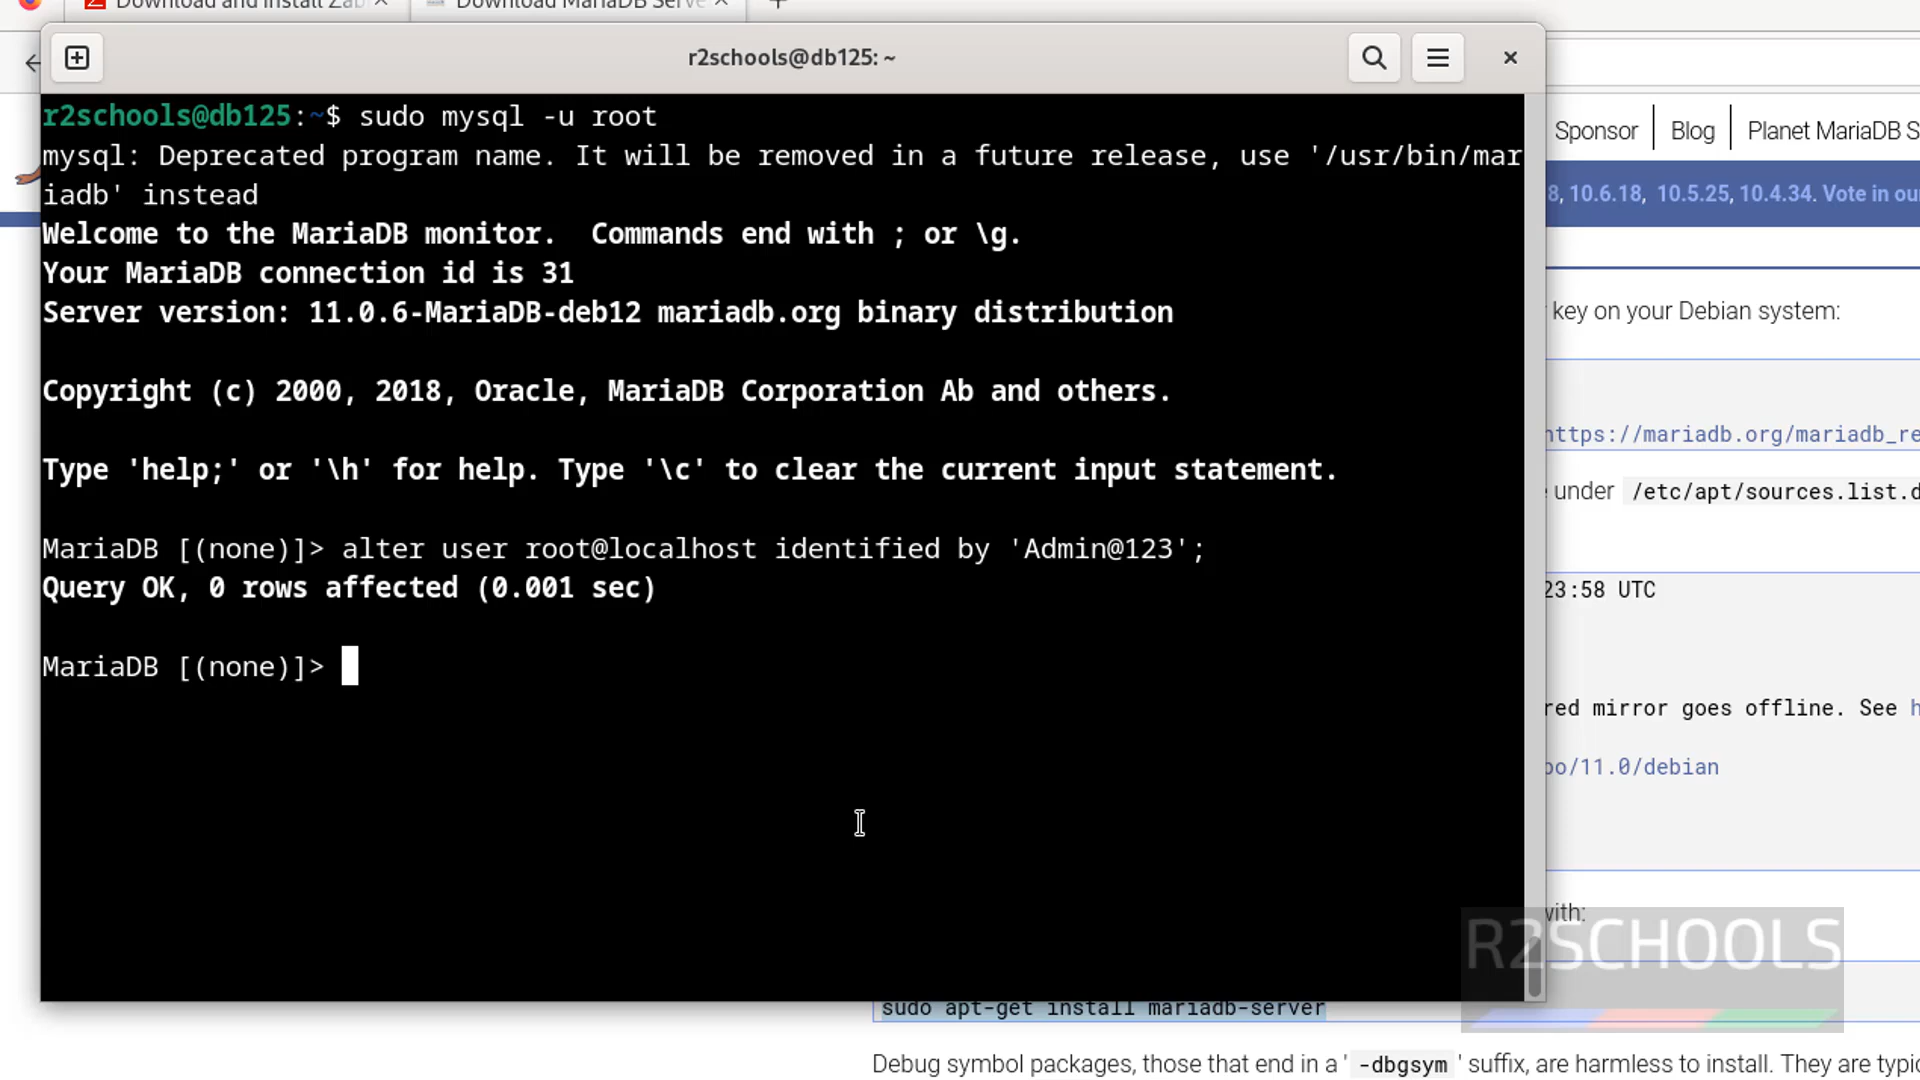 Download and install Zab
Download MariaDB Serve
r2schools@db125: ~
r2schools@db125:~$ sudo mysql -u root
mysql: Deprecated program name. It will be removed in a future release, use '/usr/bin/mar
iadb' instead
Welcome to the MariaDB monitor.  Commands end with ; or \g.
Your MariaDB connection id is 31
Server version: 11.0.6-MariaDB-deb12 mariadb.org binary distribution
Copyright (c) 2000, 2018, Oracle, MariaDB Corporation Ab and others.
Type 'help;' or '\h' for help. Type '\c' to clear the current input statement.
MariaDB [(none)]> alter user root@localhost identified by 'Admin@123';
Query OK, 0 rows affected (0.001 sec)
MariaDB [(none)]>
Sponsor Blog Planet MariaDB S
8, 10.6.18, 10.5.25, 10.4.34. Vote in ou
key on your Debian system:
https://mariadb.org/mariadb_re
under /etc/apt/sources.list.d
23:58 UTC
red mirror goes offline. See h
po/11.0/debian
with:
R2SCHOOLS
sudo apt-get install mariadb-server
Debug symbol packages, those that end in a ' -dbgsym ' suffix, are harmless to install. They are typic